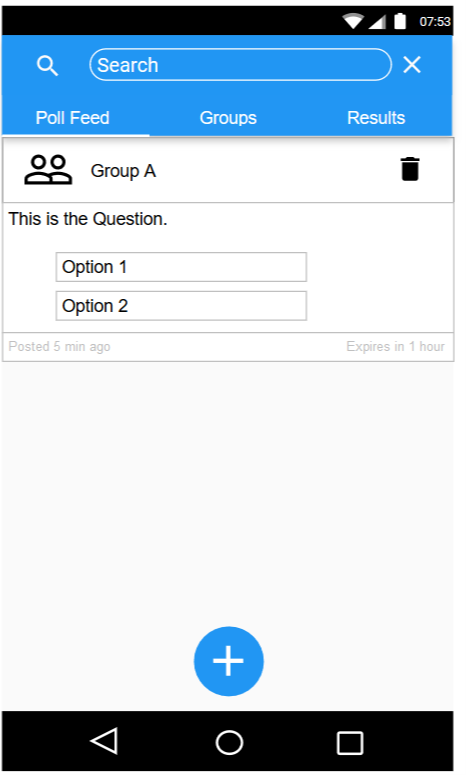 07:53
Search
Poll Feed Groups Results
Group A
This is the Question.
Option 1
Option 2
Posted 5 min ago Expires in 1 hour